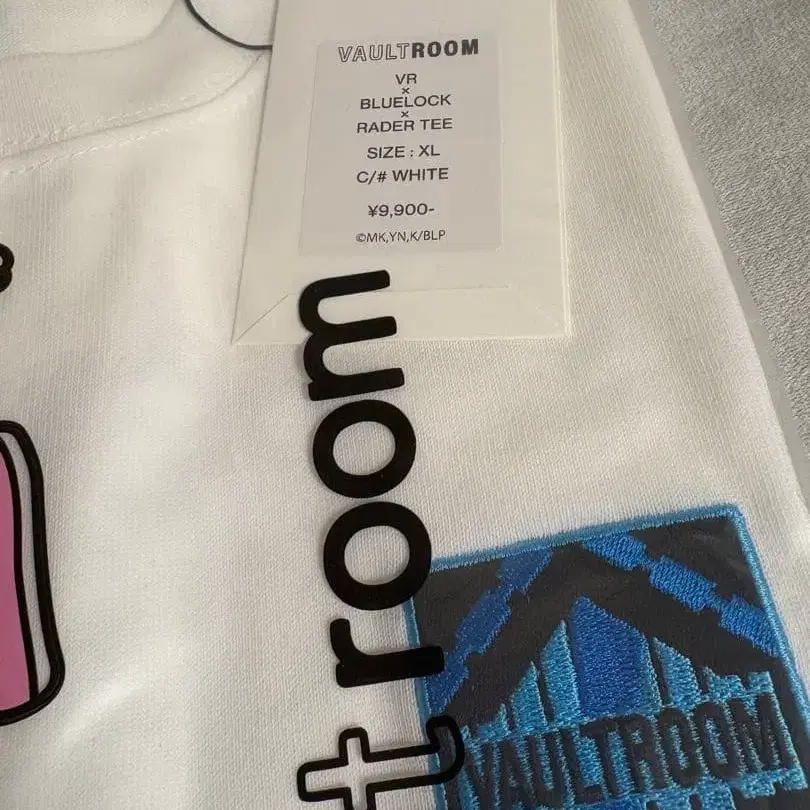 VAULTROOM
VR
×
BLUELOCK
×
RADER TEE
SIZE : XL
C/# WHITE
¥9,900-
©MK,YN,K/BLP
t room
VAULTROOM